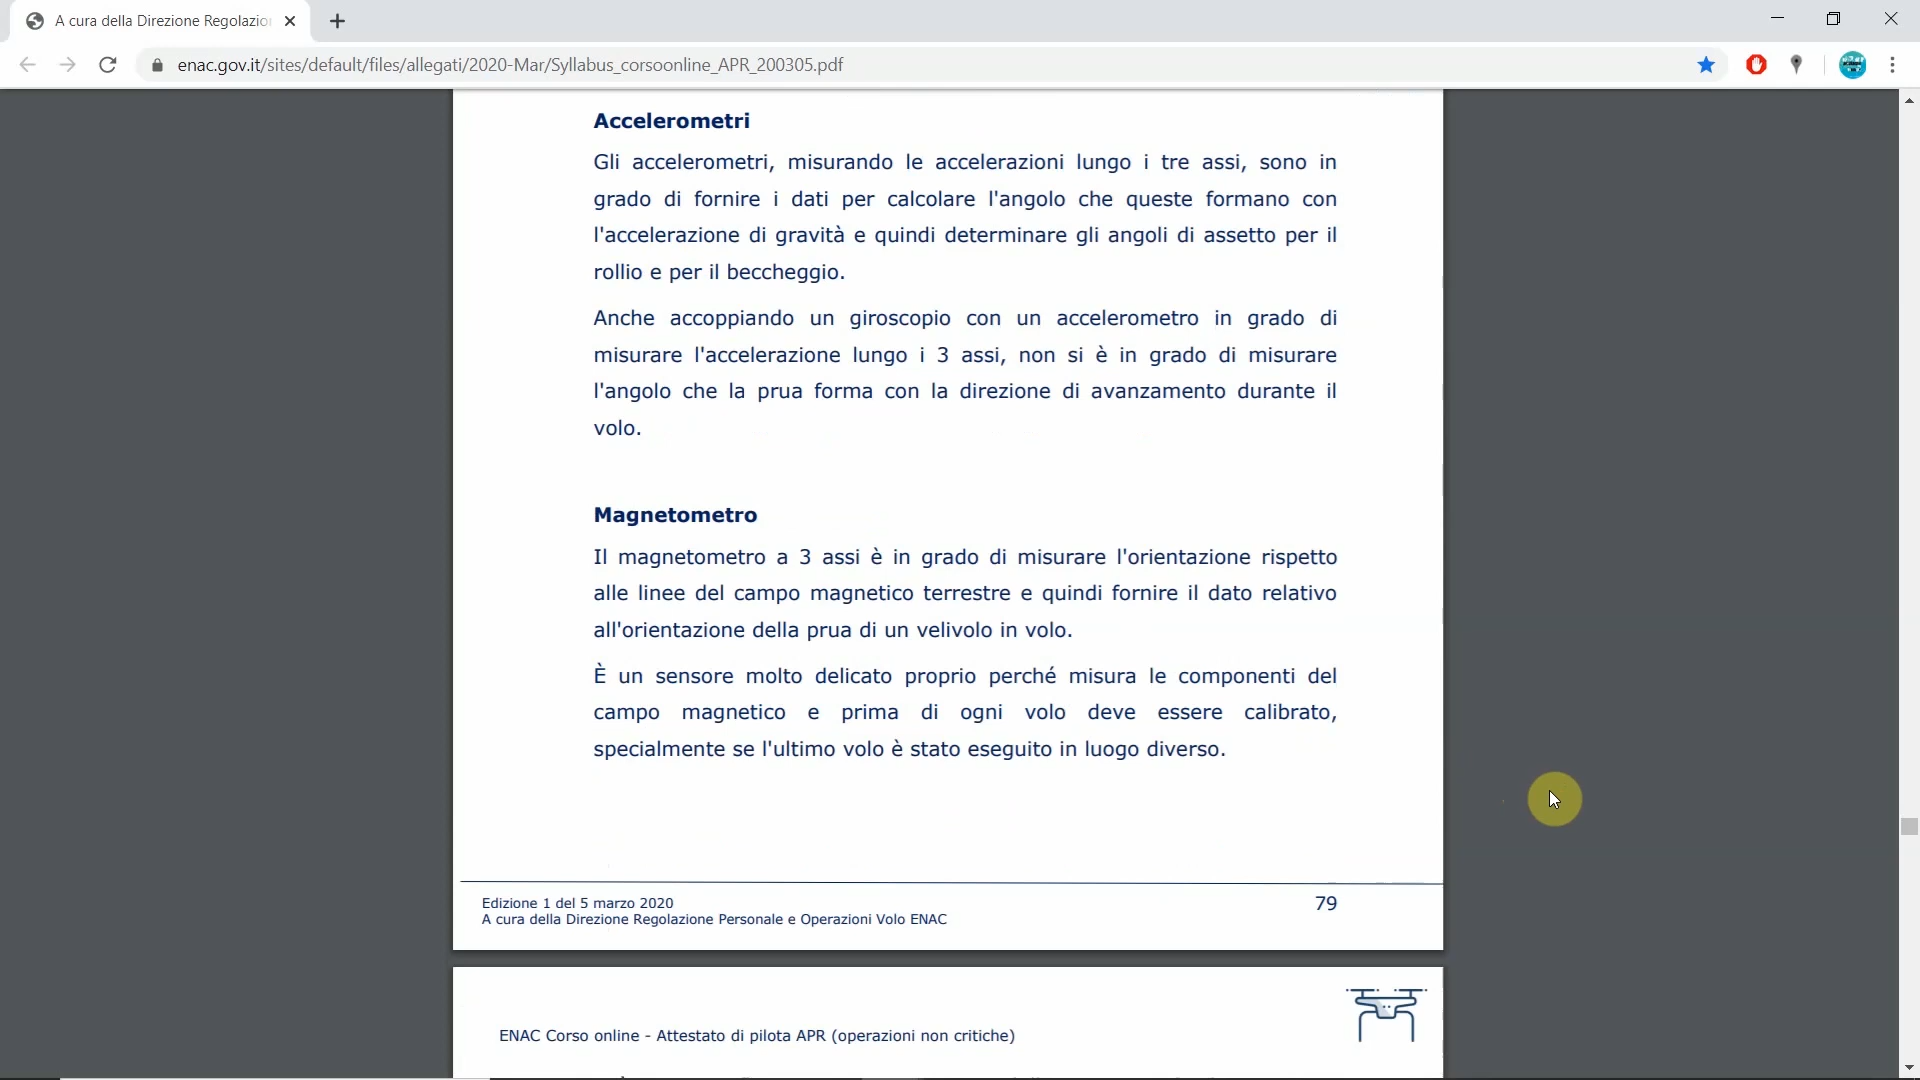 A cura della Direzione Regolazio
enac.gov.it/sites/default/files/allegati/2020-Mar/Syllabus_corsoonline_APR_200305.pdf
Accelerometri
Gli accelerometri, misurando le accelerazioni lungo i tre assi, sono in
grado di fornire i dati per calcolare l'angolo che queste formano con
l'accelerazione di gravità e quindi determinare gli angoli di assetto per il
rollio e per il beccheggio.
Anche accoppiando un giroscopio con un accelerometro in grado di
misurare l'accelerazione lungo i 3 assi, non si è in grado di misurare
l'angolo che la prua forma con la direzione di avanzamento durante il
volo.
Magnetometro
Il magnetometro a 3 assi è in grado di misurare l'orientazione rispetto
alle linee del campo magnetico terrestre e quindi fornire il dato relativo
all'orientazione della prua di un velivolo in volo.
È un sensore molto delicato proprio perché misura le componenti del
campo magnetico e prima di ogni volo deve essere calibrato,
specialmente se l'ultimo volo è stato eseguito in luogo diverso.
Edizione 1 del 5 marzo 2020
79
A cura della Direzione Regolazione Personale e Operazioni Volo ENAC
ENAC Corso online - Attestato di pilota APR (operazioni non critiche)